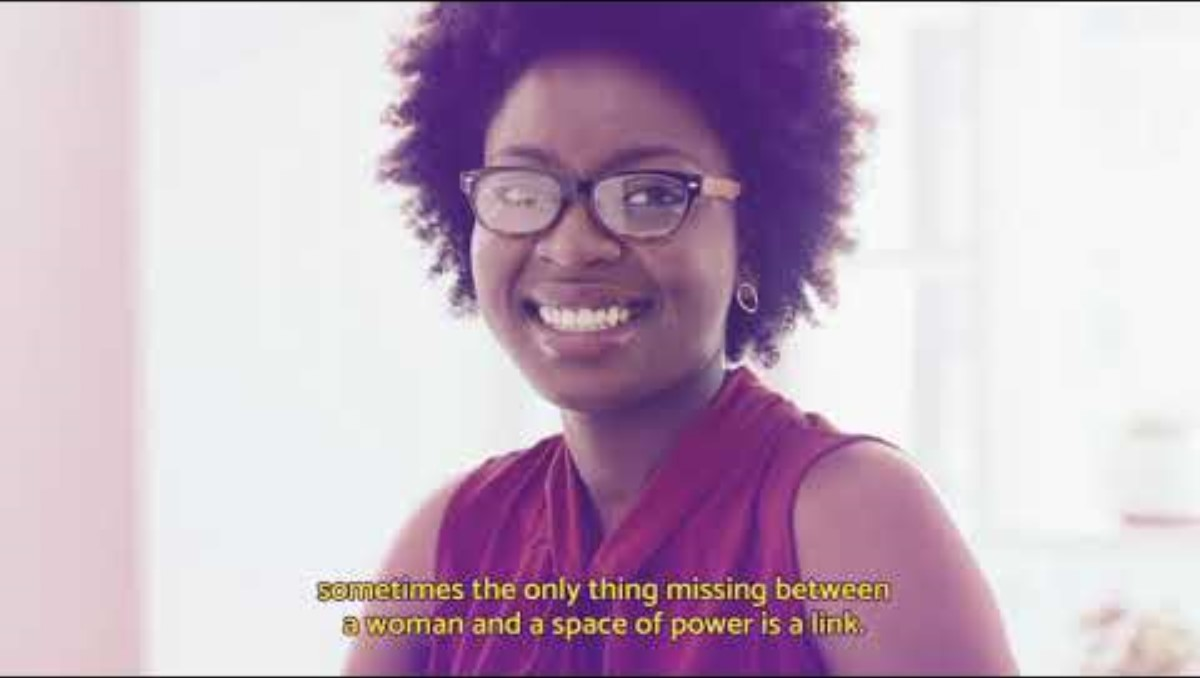 sometimes the only thing missing between
a woman and a space of power is a link.